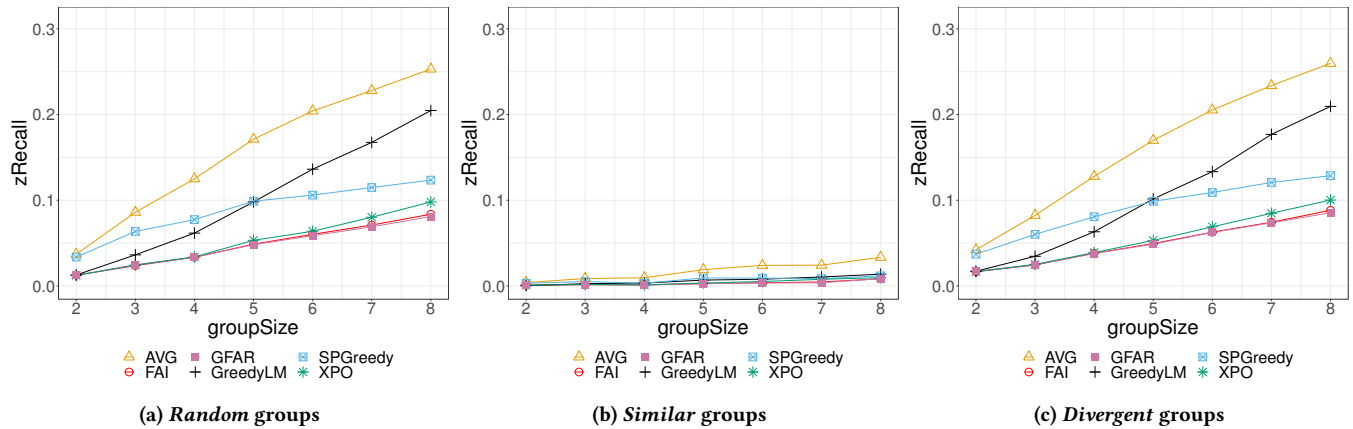 0.3
0.2
0.1
0.0
zRecall
2 3 4 5 6 7 8
groupSize
AVG GFAR SPGreedy
FAI GreedyLM XPO
(a) Random groups
0.3
0.2
0.1
0.0
zRecall
2 3 4 5 6 7 8
groupSize
AVG GFAR SPGreedy
FAI GreedyLM XPO
(b) Similar groups
0.3
0.2
0.1
0.0
zRecall
2 3 4 5 6 7 8
groupSize
AVG GFAR SPGreedy
FAI GreedyLM XPO
(c) Divergent groups